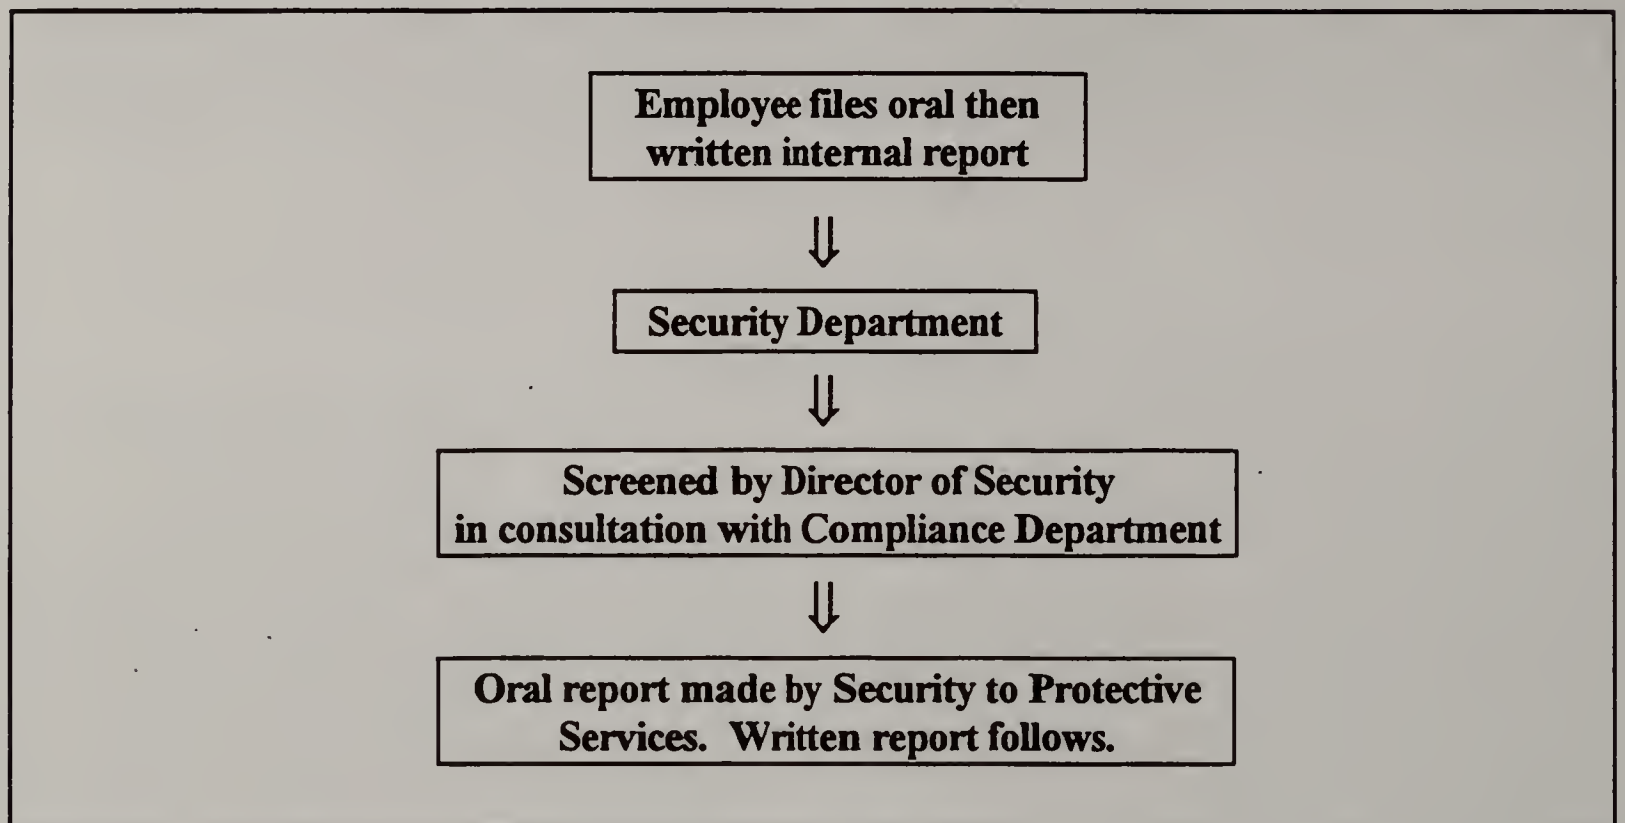 Employee files oral then
written internal report
⇓
Security Department
⇓
Screened by Director of Security
in consultation with Compliance Department
⇓
Oral report made by Security to Protective
Services. Written report follows.